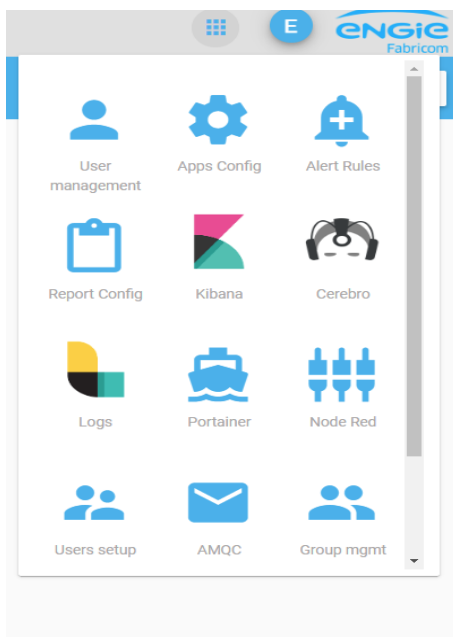 E
ENGIE
Fabricom
User
management
Apps Config
Alert Rules
Report Config
Kibana
Cerebro
Logs
Portainer
Node Red
Users setup
AMQC
Group mgmt